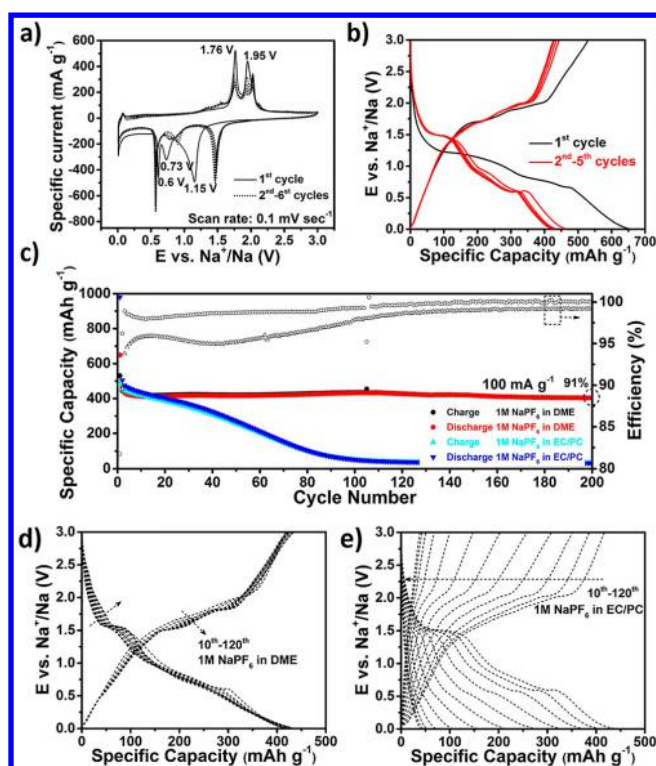 a)
Specific current (mA g⁻¹)
600
400
200
0
-200
-400
-600
-800
1.76 V
1.95 V
0.73 V
0.6 V
1.15 V
1ˢᵗ cycle
2ⁿᵈ-6ˢᵗ cycles
Scan rate: 0.1 mV sec⁻¹
0.0 0.5 1.0 1.5 2.0 2.5 3.0
E vs. Na⁺/Na (V)
b)
E vs. Na⁺/Na (V)
3.0
2.5
2.0
1.5
1.0
0.5
0.0
1ˢᵗ cycle
2ⁿᵈ-5ᵗʰ cycles
0 100 200 300 400 500 600 700
Specific Capacity (mAh g⁻¹)
c)
Specific Capacity (mAh g⁻¹)
1000
800
600
400
200
0
100 mA g⁻¹ 91%
Charge 1M NaPF₆ in DME
Discharge 1M NaPF₆ in DME
Charge 1M NaPF₆ in EC/PC
Discharge 1M NaPF₆ in EC/PC
100
95
90
85
80
Efficiency (%)
0 20 40 60 80 100 120 140 160 180 200
Cycle Number
d)
E vs. Na⁺/Na (V)
3.0
2.5
2.0
1.5
1.0
0.5
0.0
10ᵗʰ-120ᵗʰ
1M NaPF₆ in DME
0 100 200 300 400 500
Specific Capacity (mAh g⁻¹)
e)
E vs. Na⁺/Na (V)
3.0
2.5
2.0
1.5
1.0
0.5
0.0
10ᵗʰ-120ᵗʰ
1M NaPF₆ in EC/PC
0 100 200 300 400 500
Specific Capacity (mAh g⁻¹)